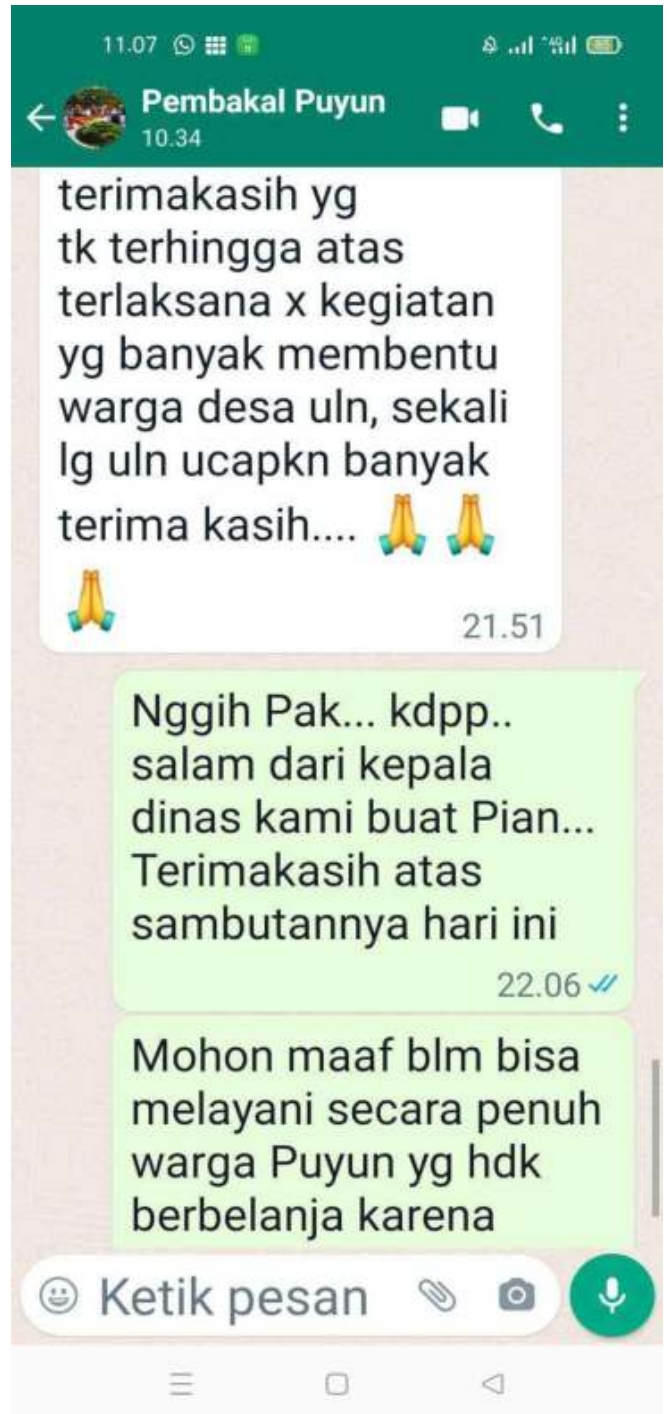 11.07
Pembakal Puyun
10.34
terimakasih yg
tk terhingga atas
terlaksana x kegiatan
yg banyak membentu
warga desa uln, sekali
lg uln ucapkn banyak
terima kasih.... 🙏 🙏
🙏
21.51
Nggih Pak... kdpp..
salam dari kepala
dinas kami buat Pian...
Terimakasih atas
sambutannya hari ini
22.06
Mohon maaf blm bisa
melayani secara penuh
warga Puyun yg hdk
berbelanja karena
Ketik pesan